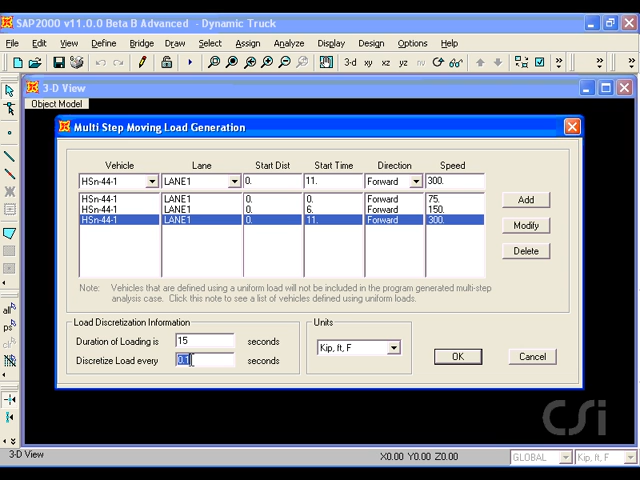 SAP2000 v11.0.0 Beta B Advanced - Dynamic Truck
File Edit View Define Bridge Draw Select Assign Analyze Display Design Options Help
3-d xy xz yz nv
3-D View
Object Model
Multi Step Moving Load Generation
Vehicle Lane Start Dist Start Time Direction Speed
HSn-44-1 LANE1 0. 11. Forward 300.
HSn-44-1 LANE1 0. 0. Forward 75.
HSn-44-1 LANE1 0. 6. Forward 150.
HSn-44-1 LANE1 0. 11. Forward 300.
Add
Modify
Delete
Note: Vehicles that are defined using a uniform load will not be included in the program generated multi-step
analysis case. Click this note to see a list of vehicles defined using uniform loads.
Load Discretization Information
Duration of Loading is 15 seconds
Discretize Load every 0.1 seconds
Units
Kip, ft, F
OK
Cancel
all
ps
clr
CSi
3-D View
X0.00 Y0.00 Z0.00
GLOBAL
Kip, ft, F